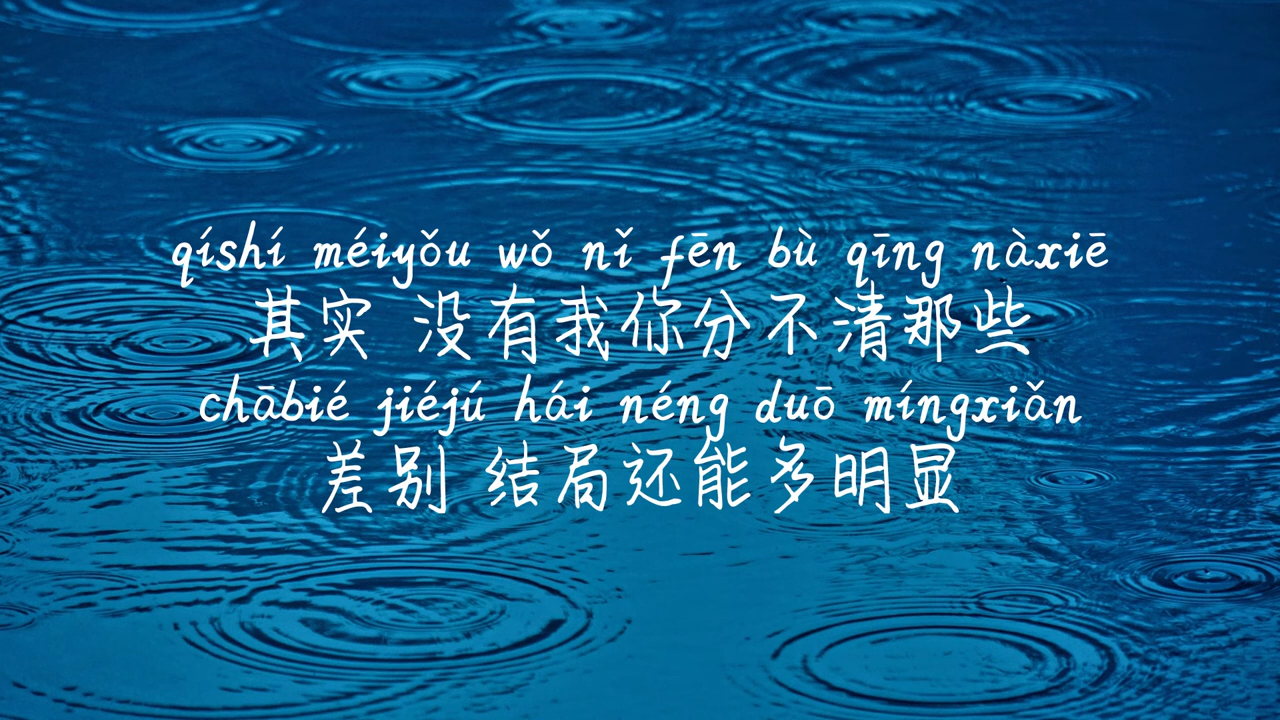 qíshí méiyǒu wǒ nǐ fēn bù qīng nàxiē
其实 没有我你分不清那些
chābié jiéjú hái néng duō míngxiǎn
差别 结局还能多明显